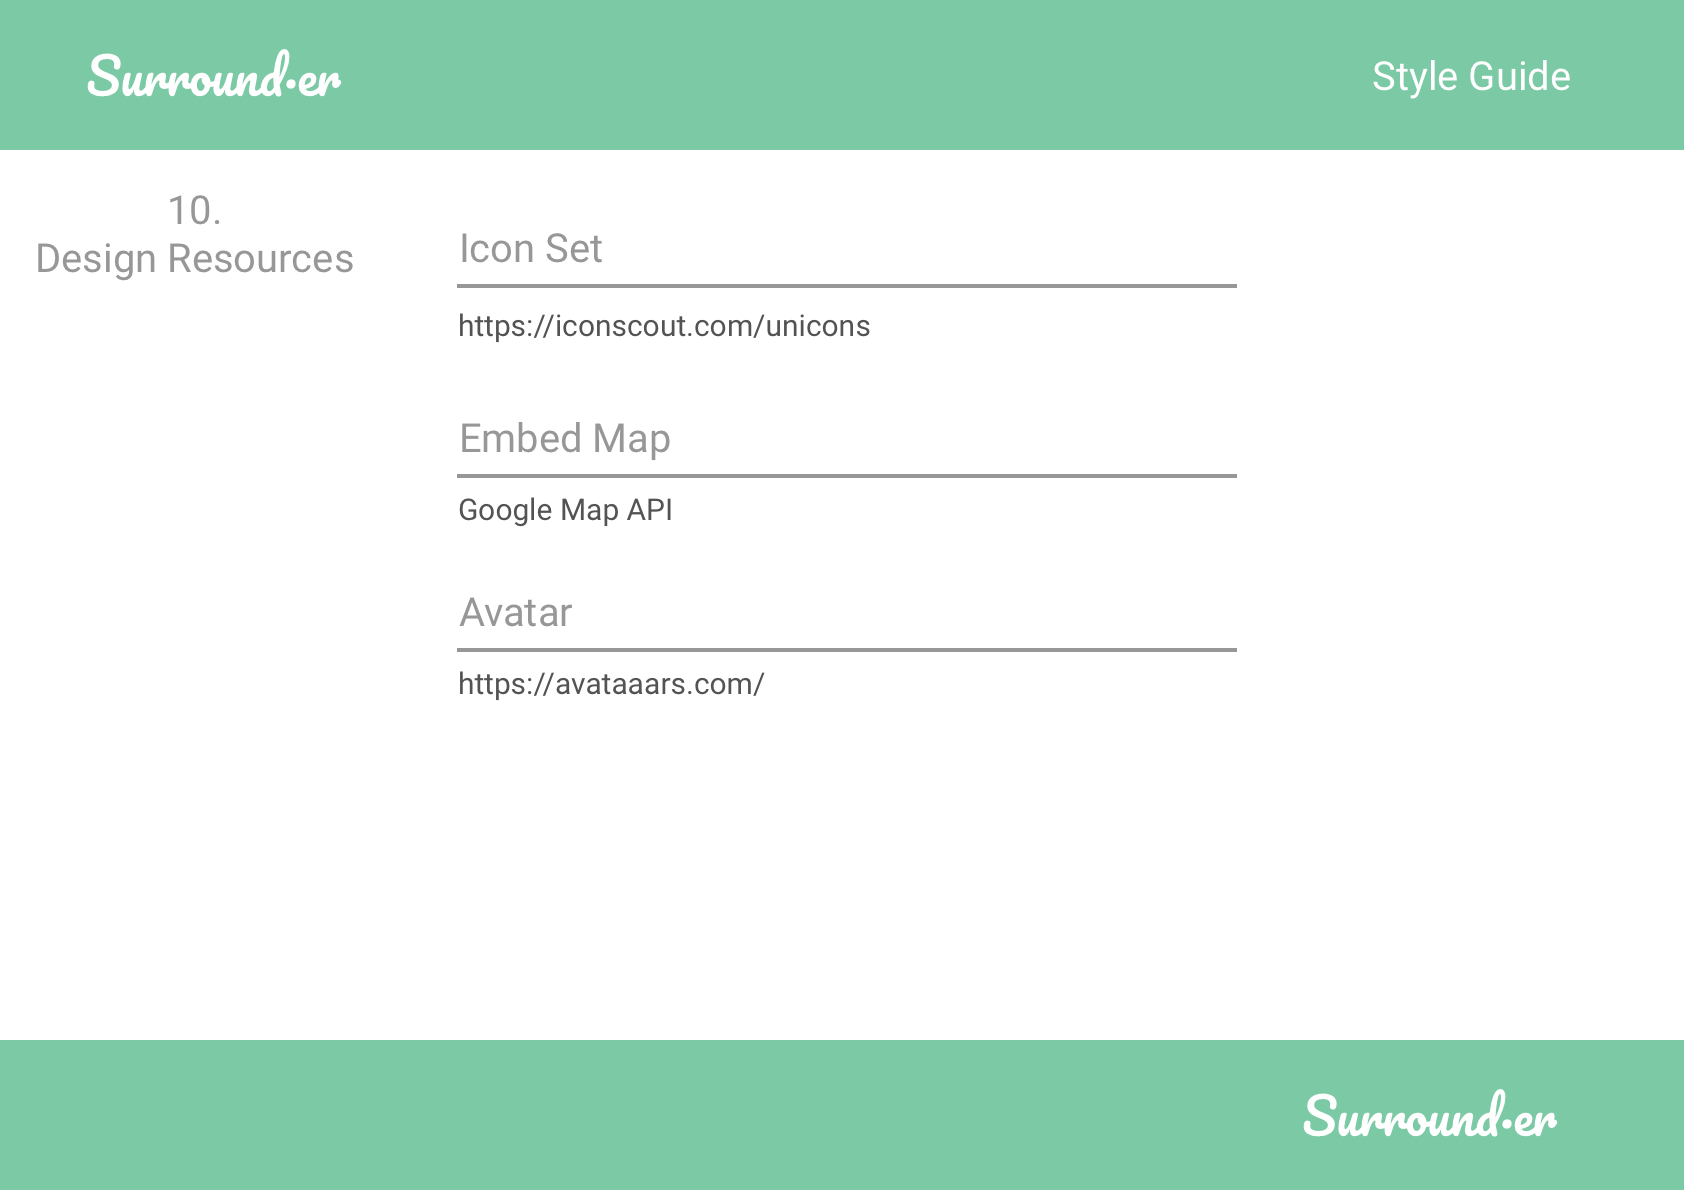 Surround•er
Style Guide
10.
Design Resources
Icon Set
https://iconscout.com/unicons
Embed Map
Google Map API
Avatar
https://avataaars.com/
Surround•er